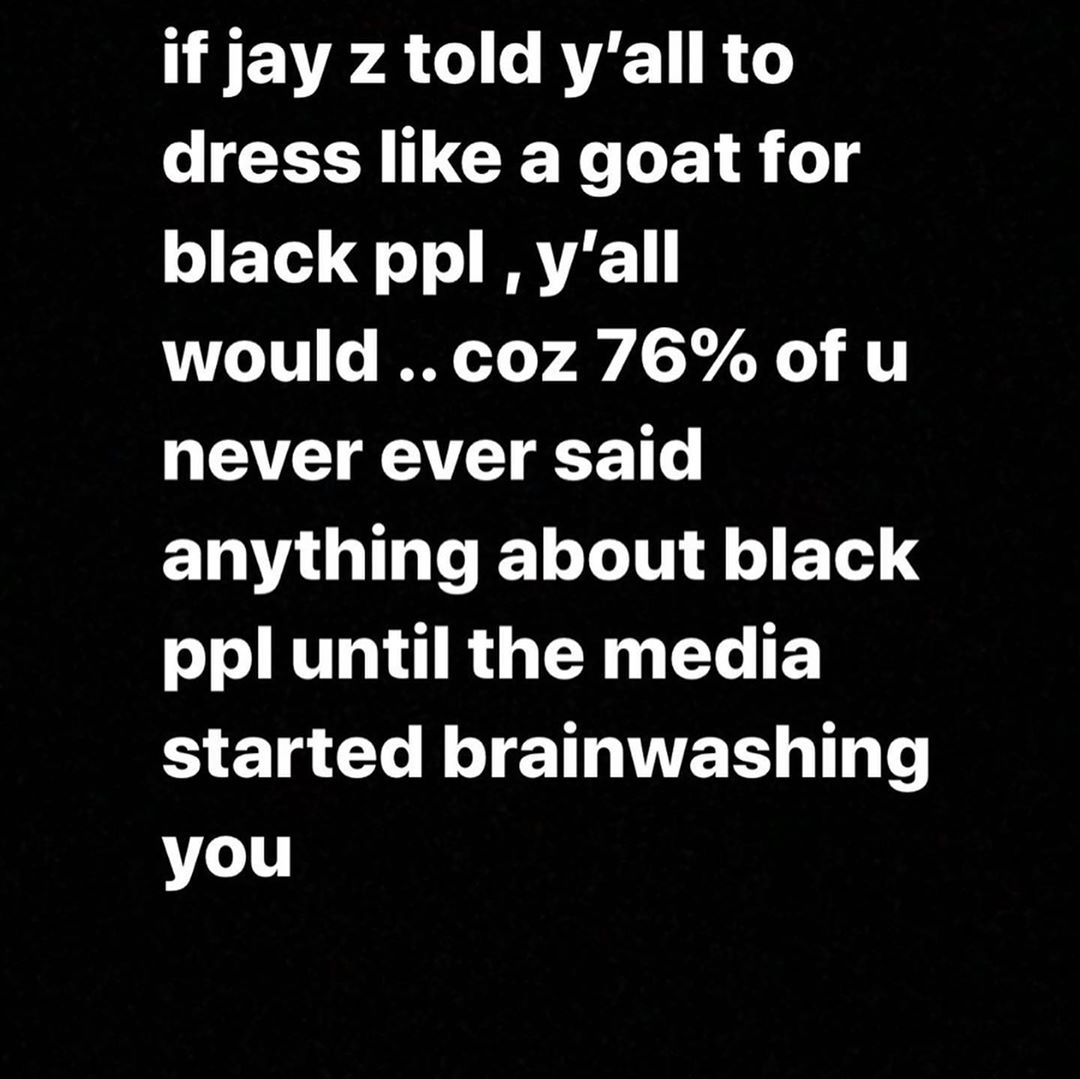 if jay z told y'all to
dress like a goat for
black ppl , y'all
would .. coz 76% of u
never ever said
anything about black
ppl until the media
started brainwashing
you